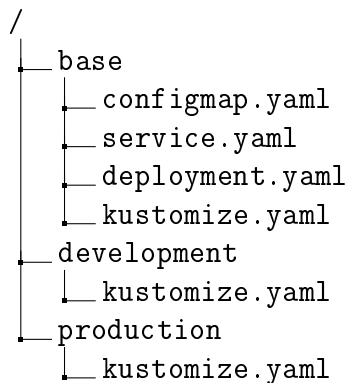 /
base
configmap.yaml
service.yaml
deployment.yaml
kustomize.yaml
development
kustomize.yaml
production
kustomize.yaml